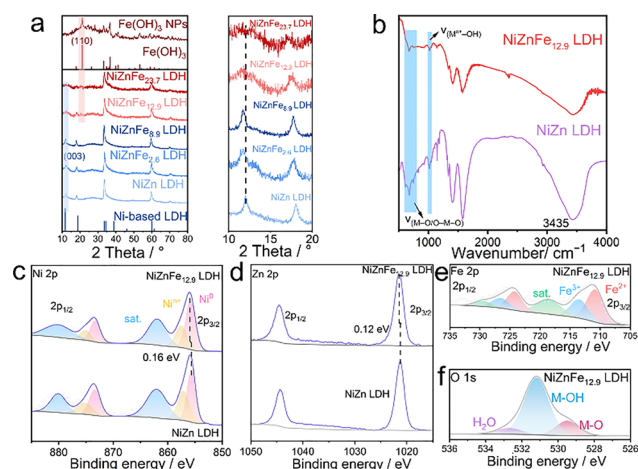 a
Fe(OH)3 NPs
(110)
Fe(OH)3
NiZnFe23.7 LDH
NiZnFe12.9 LDH
NiZnFe8.9 LDH
(003)
NiZnFe2.6 LDH
NiZn LDH
Ni-based LDH
10 20 30 40 50 60 70 80
2 Theta / °
NiZnFe23.7 LDH
NiZnFe12.9 LDH
NiZnFe8.9 LDH
NiZnFe2.6 LDH
NiZn LDH
10 12 14 16 18 20
2 Theta / °
b
NiZnFe12.9 LDH
NiZn LDH
V(M–O/O–M–O)
3435
500 1000 2000 3000 4000
Wavenumber/ cm-1
c
Ni 2p
NiZnFe12.9 LDH
2p1/2
sat.
2p3/2
0.16 eV
NiZn LDH
880 870 860 850
Binding energy / eV
d
Zn 2p
NiZnFe12.9 LDH
2p1/2
2p3/2
0.12 eV
NiZn LDH
1050 1040 1030 1020
Binding energy / eV
e
Fe 2p
NiZnFe12.9 LDH
2p1/2
sat.
Fe3+
Fe2+
2p3/2
735 730 725 720 715 710 705
Binding energy / eV
f
O 1s
NiZnFe12.9 LDH
M-OH
H2O
M-O
536 534 532 530 528 526
Binding energy / eV